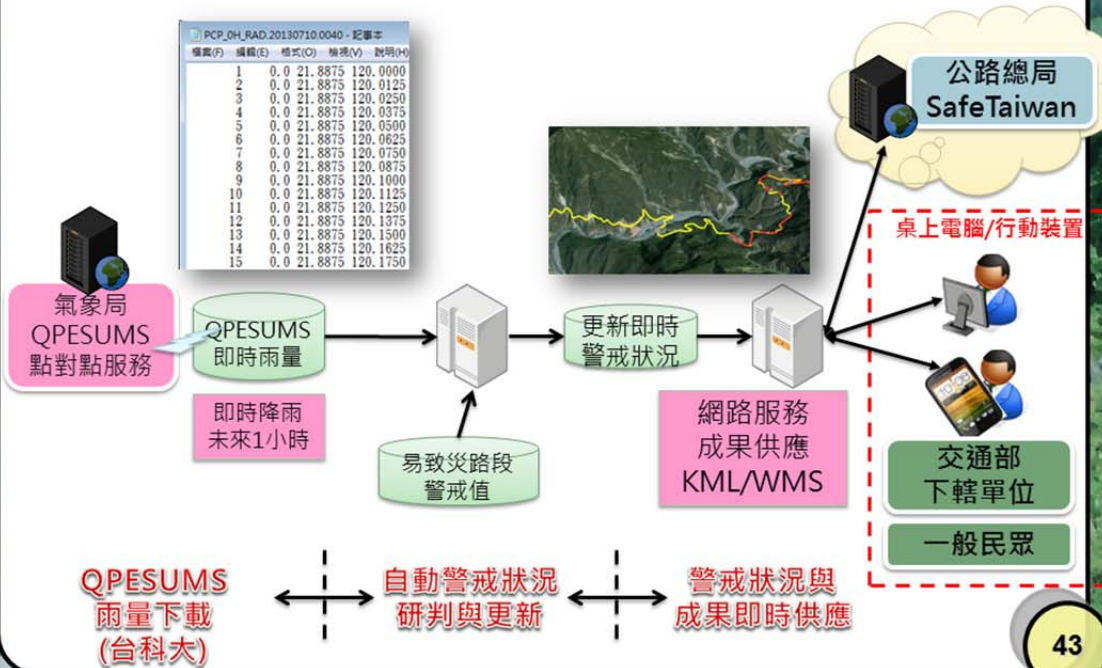 PCP_0H_RAD.20130710.0040 - 記事本
檔案(F) 編輯(E) 格式(O) 檢視(V) 說明(H)
1 0.0 21.8875 120.0000
2 0.0 21.8875 120.0125
3 0.0 21.8875 120.0250
4 0.0 21.8875 120.0375
5 0.0 21.8875 120.0500
6 0.0 21.8875 120.0625
7 0.0 21.8875 120.0750
8 0.0 21.8875 120.0875
9 0.0 21.8875 120.1000
10 0.0 21.8875 120.1125
11 0.0 21.8875 120.1250
12 0.0 21.8875 120.1375
13 0.0 21.8875 120.1500
14 0.0 21.8875 120.1625
15 0.0 21.8875 120.1750
公路總局
SafeTaiwan
桌上電腦/行動裝置
氣象局
QPESUMS
點對點服務
QPESUMS
即時雨量
即時降雨
未來1小時
易致災路段
警戒值
更新即時
警戒狀況
網路服務
成果供應
KML/WMS
交通部
下轄單位
一般民眾
QPESUMS
雨量下載
(台科大)
自動警戒狀況
研判與更新
警戒狀況與
成果即時供應
43